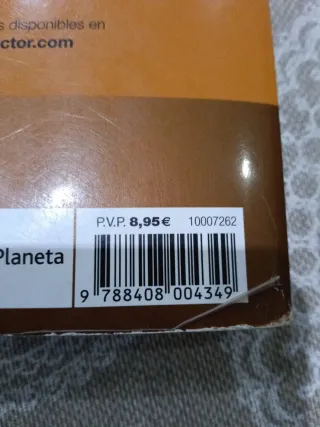 s disponibles en
ctor.com
P.V.P. 8,95€ 10007262
Planeta
9 788408 004349